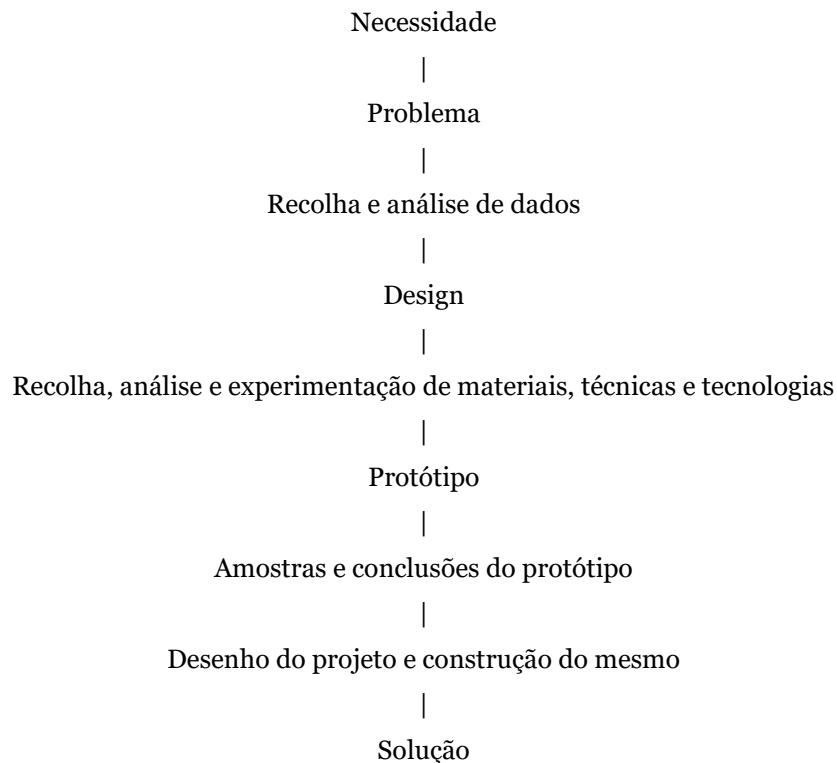 Necessidade
|
Problema
|
Recolha e análise de dados
|
Design
|
Recolha, análise e experimentação de materiais, técnicas e tecnologias
|
Protótipo
|
Amostras e conclusões do protótipo
|
Desenho do projeto e construção do mesmo
|
Solução